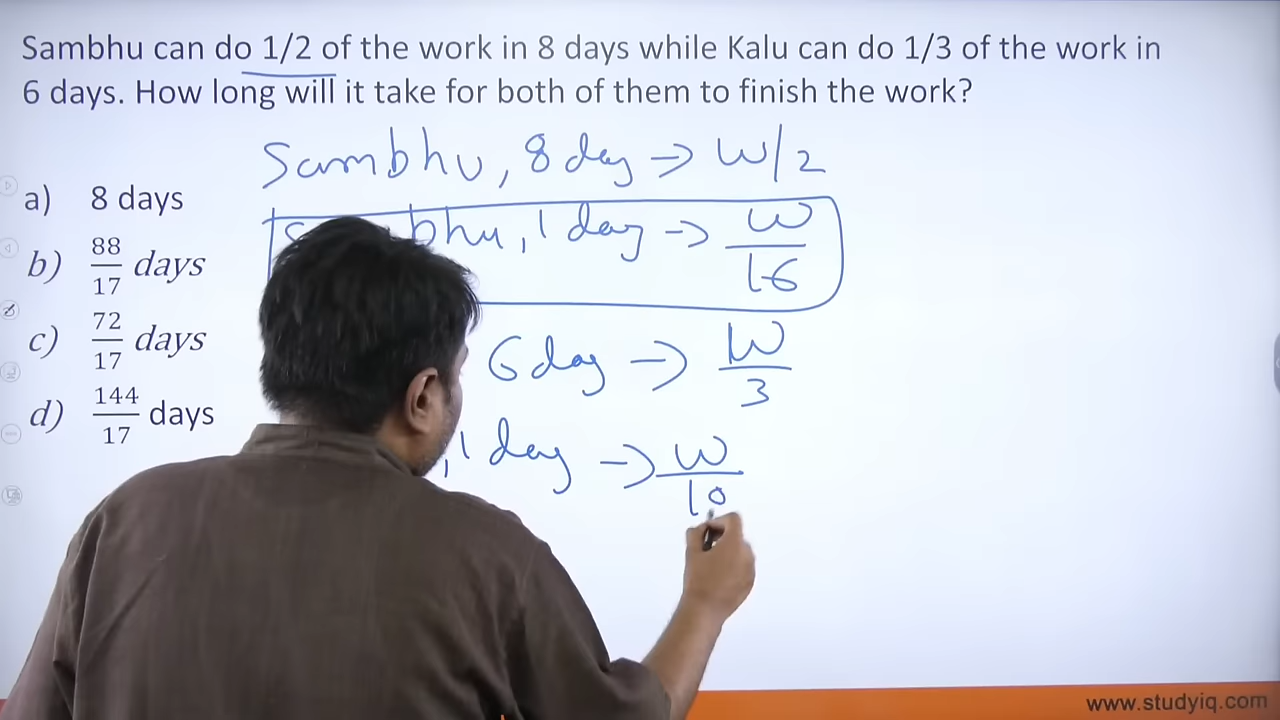 Sambhu can do 1/2 of the work in 8 days while Kalu can do 1/3 of the work in
6 days. How long will it take for both of them to finish the work?
Sambhu, 8 day → W/2
a) 8 days
bhu, 1 day → W/16
b) 88/17 days
6 day → W/3
c) 72/17 days
, 1 day → W/
d) 144/17 days
www.studyiq.com